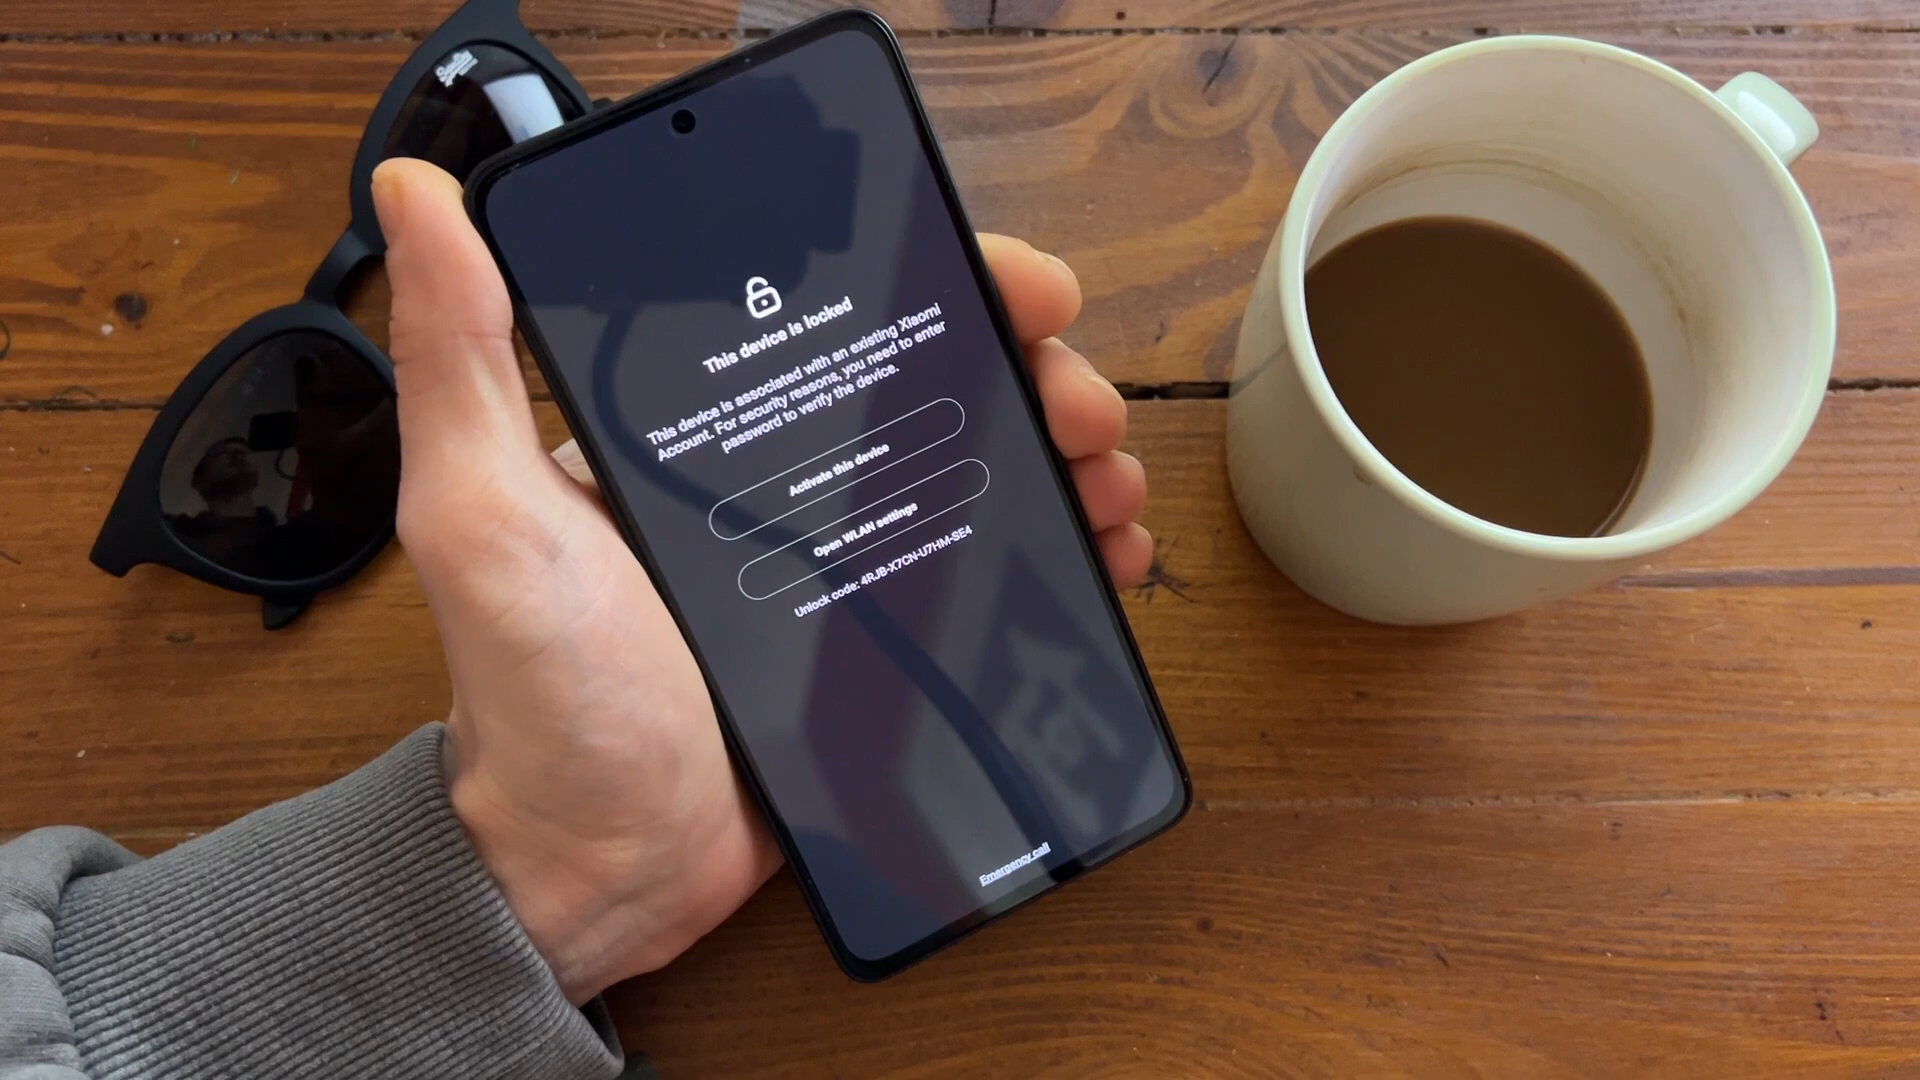 Superdry
This device is locked
This device is associated with an existing Xiaomi
Account. For security reasons, you need to enter
password to verify the device.
Activate this device
Open WLAN settings
Unlock code: 4RJB-X7CN-U7HM-SE4
Emergency call